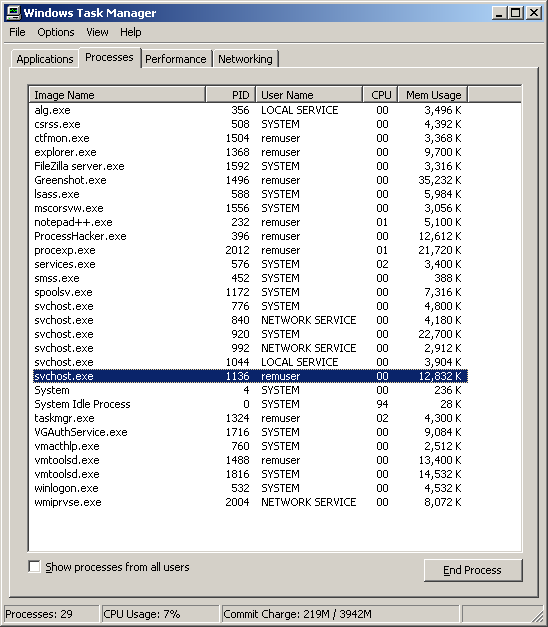 Windows Task Manager
File Options View Help
Applications Processes Performance Networking
Image Name PID User Name CPU Mem Usage
alg.exe 356 LOCAL SERVICE 00 3,496 K
csrss.exe 508 SYSTEM 00 4,392 K
ctfmon.exe 1504 remuser 00 3,368 K
explorer.exe 1368 remuser 00 9,700 K
FileZilla server.exe 1592 SYSTEM 00 3,316 K
Greenshot.exe 1496 remuser 00 35,232 K
lsass.exe 588 SYSTEM 00 5,984 K
mscorsvw.exe 1556 SYSTEM 00 3,056 K
notepad++.exe 232 remuser 01 5,100 K
ProcessHacker.exe 396 remuser 00 12,612 K
procexp.exe 2012 remuser 01 21,720 K
services.exe 576 SYSTEM 02 3,400 K
smss.exe 452 SYSTEM 00 388 K
spoolsv.exe 1172 SYSTEM 00 7,316 K
svchost.exe 776 SYSTEM 00 4,800 K
svchost.exe 840 NETWORK SERVICE 00 4,180 K
svchost.exe 920 SYSTEM 00 22,700 K
svchost.exe 992 NETWORK SERVICE 00 2,912 K
svchost.exe 1044 LOCAL SERVICE 00 3,904 K
svchost.exe 1136 remuser 00 12,832 K
System 4 SYSTEM 00 236 K
System Idle Process 0 SYSTEM 94 28 K
taskmgr.exe 1324 remuser 02 4,300 K
VGAuthService.exe 1716 SYSTEM 00 9,084 K
vmacthlp.exe 760 SYSTEM 00 2,512 K
vmtoolsd.exe 1488 remuser 00 13,400 K
vmtoolsd.exe 1816 SYSTEM 00 14,532 K
winlogon.exe 532 SYSTEM 00 4,532 K
wmiprvse.exe 2004 NETWORK SERVICE 00 8,072 K
Show processes from all users End Process
Processes: 29 CPU Usage: 7% Commit Charge: 219M / 3942M